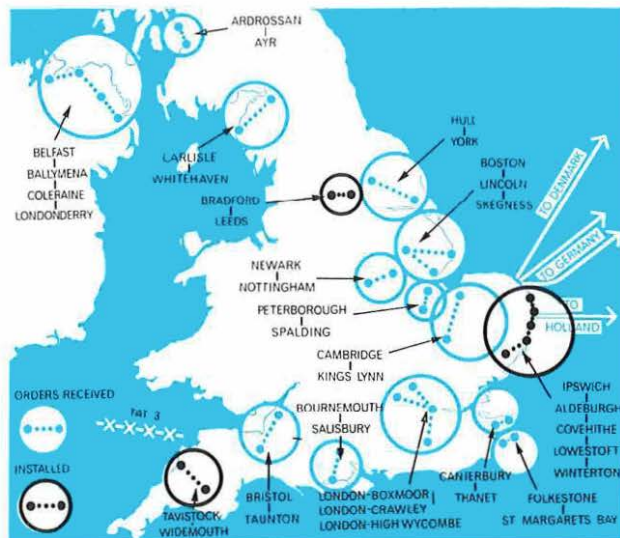 ARDROSSAN
AYR
BELFAST
BALLYMENA
COLERAINE
LONDONDERRY
CARLISLE
WHITEHAVEN
HULL
YORK
BOSTON
LINCOLN
SKEGNESS
BRADFORD
LEEDS
TO DENMARK
TO GERMANY
TO
HOLLAND
NEWARK
NOTTINGHAM
PETERBOROUGH
SPALDING
CAMBRIDGE
KINGS LYNN
IPSWICH
ALDEBURGH
COVEHITHE
LOWESTOFT
WINTERTON
ORDERS RECEIVED
TAT 3
INSTALLED
BOURNEMOUTH
SALISBURY
TAVISTOCK
WIDEMOUTH
BRISTOL
TAUNTON
LONDON-BOXMOOR
LONDON-CRAWLEY
LONDON-HIGH WYCOMBE
CANTERBURY
THANET
FOLKESTONE
ST MARGARETS BAY